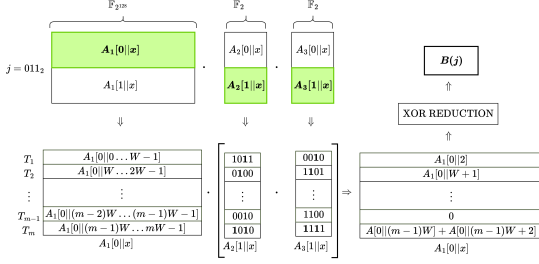 𝔽_{2^{128}} 𝔽_2 𝔽_2
A_1[0||x] A_2[0||x] A_3[0||x] B(j)
j = 011_2 · ·
A_1[1||x] A_2[1||x] A_3[1||x]
⇓ ⇓ ⇓ ⇑
XOR REDUCTION
⇑
T_1 A_1[0||0 … W − 1] 1011 0010 A_1[0||2]
T_2 A_1[0||W … 2W − 1] 0100 1101 A_1[0||W + 1]
⋮ ⋮ · ⋮ · ⋮ ⇒ ⋮
T_{m−1} A_1[0||(m − 2)W … (m − 1)W − 1] 0010 1100 0
T_m A_1[0||(m − 1)W … mW − 1] 1010 1111 A[0||(m − 1)W] + A[0||(m − 1)W + 2]
A_1[0||x] A_2[1||x] A_3[1||x] A_1[0||x]